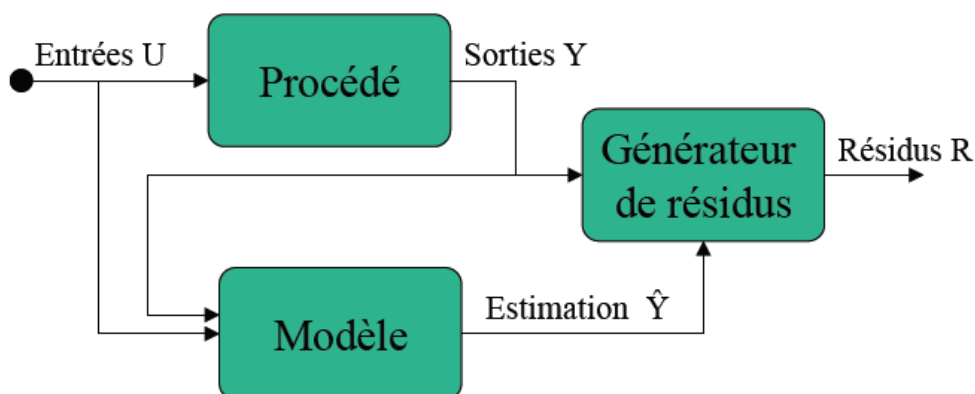 Entrées U
Procédé
Sorties Y
Générateur
de résidus
Résidus R
Modèle
Estimation Ŷ